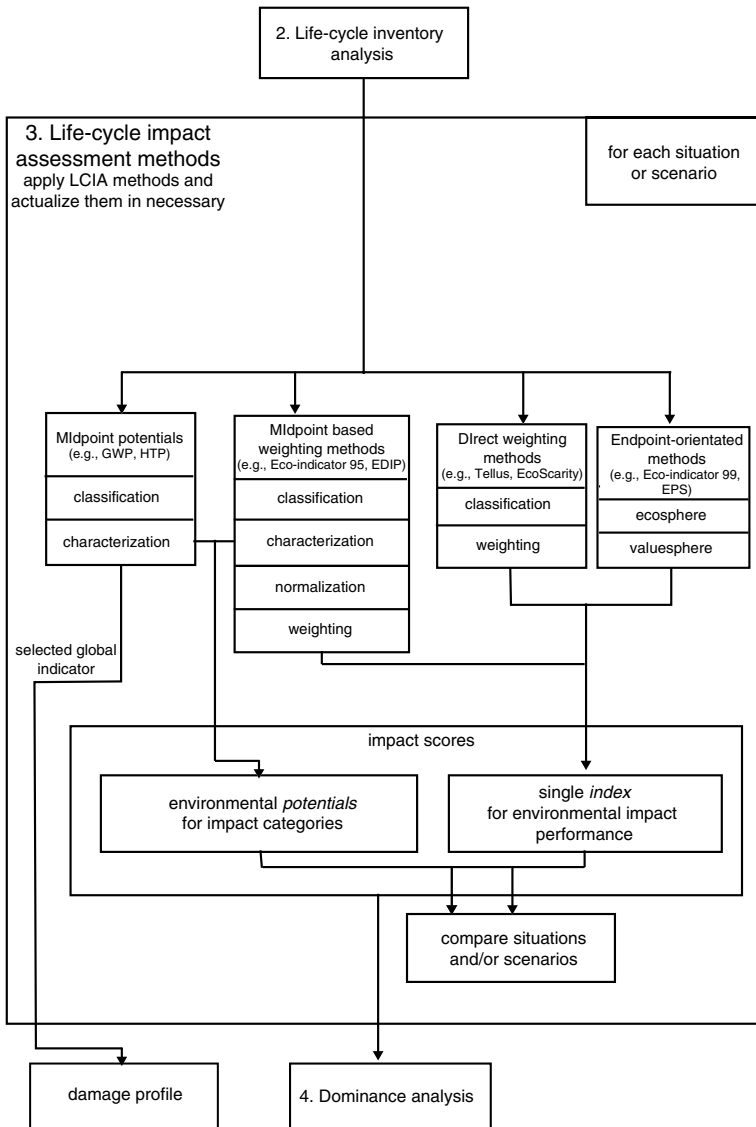 2. Life-cycle inventory
analysis
3. Life-cycle impact
assessment methods
apply LCIA methods and
actualize them in necessary
for each situation
or scenario
MIdpoint potentials
(e.g., GWP, HTP)
classification
characterization
MIdpoint based
weighting methods
(e.g., Eco-indicator 95, EDIP)
classification
characterization
normalization
weighting
DIrect weighting
methods
(e.g., Tellus, EcoScarity)
classification
weighting
Endpoint-orientated
methods
(e.g., Eco-indicator 99,
EPS)
ecosphere
valuesphere
selected global
indicator
impact scores
environmental potentials
for impact categories
single index
for environmental impact
performance
compare situations
and/or scenarios
damage profile
4. Dominance analysis